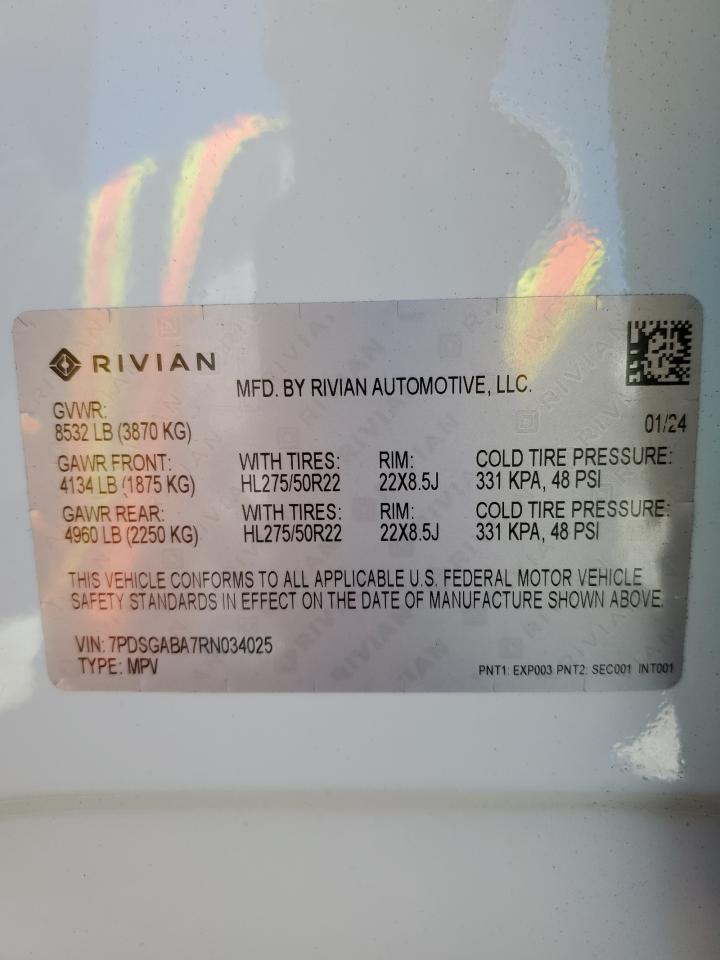 RIVIAN
MFD. BY RIVIAN AUTOMOTIVE, LLC.
GVWR:
8532 LB (3870 KG)
01/24
GAWR FRONT: WITH TIRES: RIM: COLD TIRE PRESSURE:
4134 LB (1875 KG) HL275/50R22 22X8.5J 331 KPA, 48 PSI
GAWR REAR: WITH TIRES: RIM: COLD TIRE PRESSURE:
4960 LB (2250 KG) HL275/50R22 22X8.5J 331 KPA, 48 PSI
THIS VEHICLE CONFORMS TO ALL APPLICABLE U.S. FEDERAL MOTOR VEHICLE
SAFETY STANDARDS IN EFFECT ON THE DATE OF MANUFACTURE SHOWN ABOVE.
VIN: 7PDSGABA7RN034025
TYPE: MPV
PNT1: EXP003 PNT2: SEC001 INT001